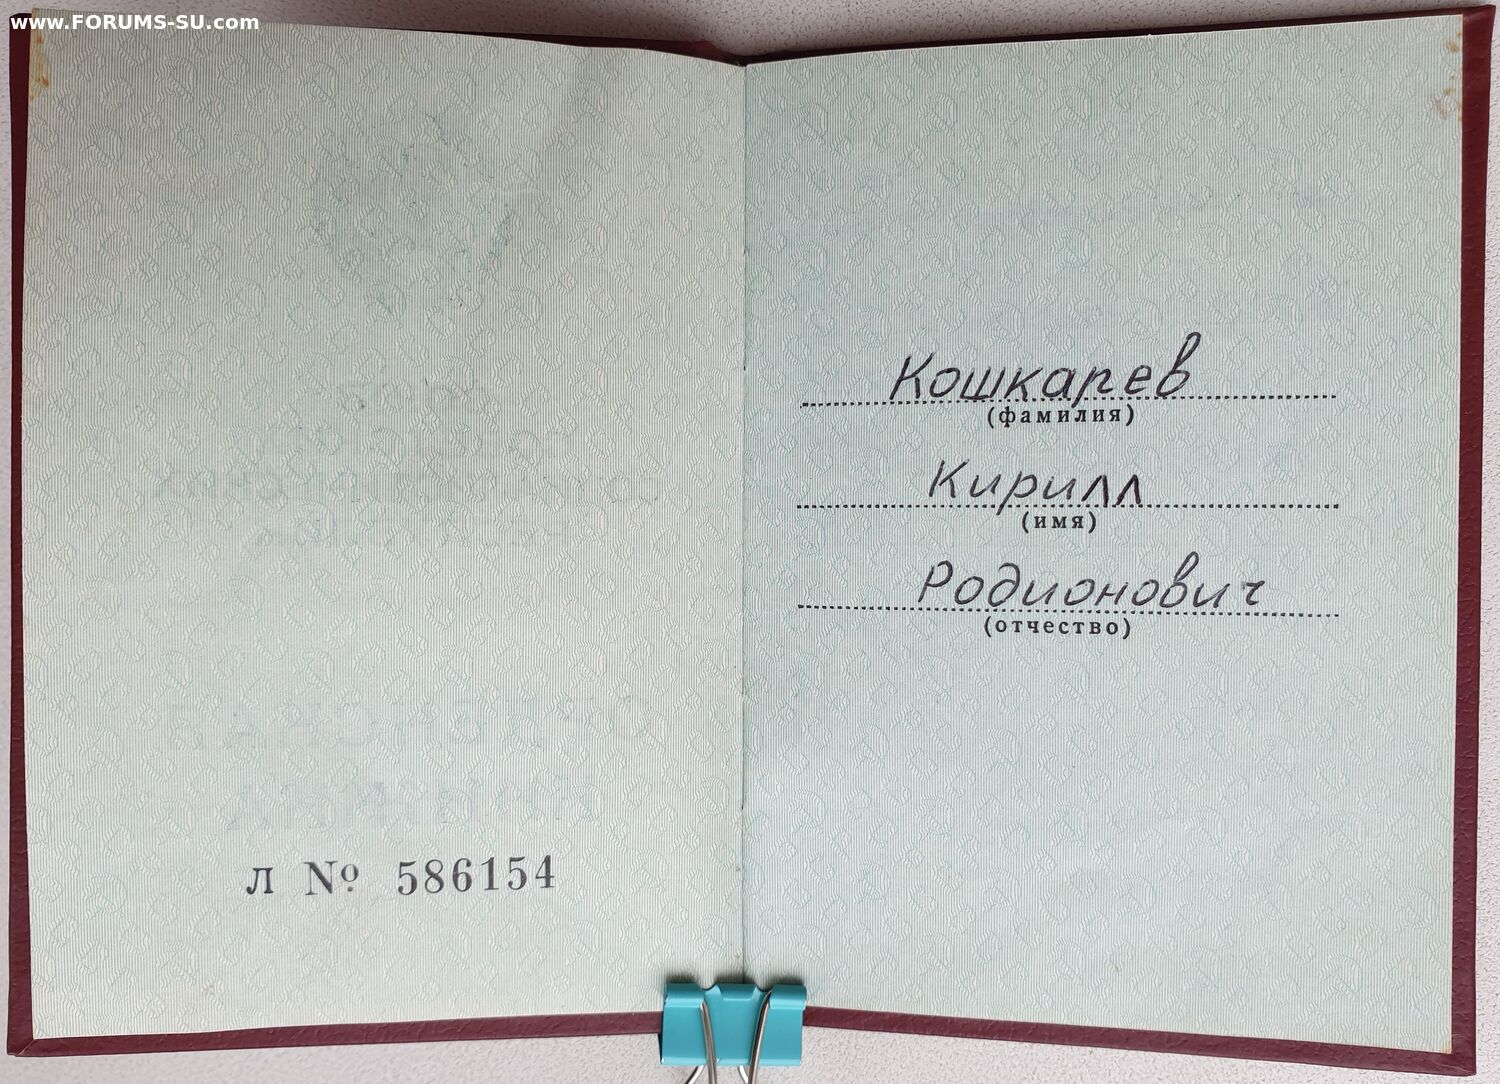 www.FORUMS-SU.com
Л № 586154
Кошкарев
(фамилия)
Кирилл
(имя)
Родионович
(отчество)